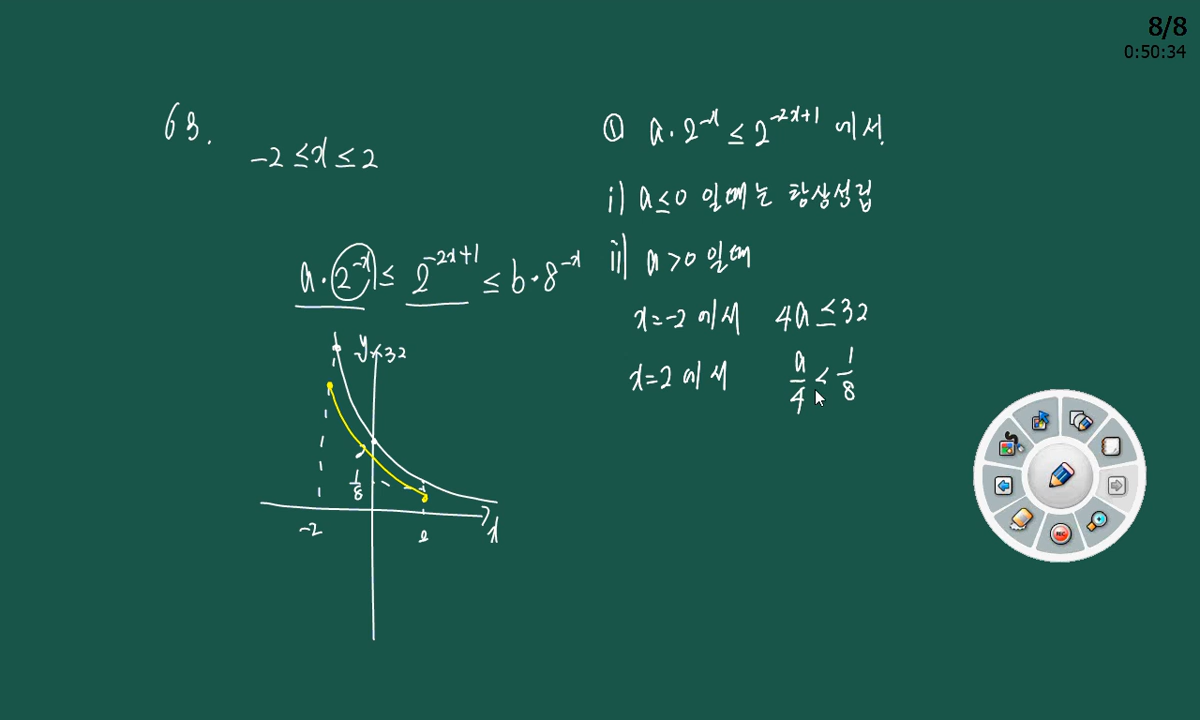 8/8
0:50:34
63.
-2 ≤ x ≤ 2
a · 2^{-x} ≤ 2^{-2x+1} ≤ b · 8^{-x}
y
32
2
1/8
-2
2
x
① a · 2^{-x} ≤ 2^{-2x+1} 에서.
i) a ≤ 0 일때는 항상성립
ii) a > 0 일때
x = -2 에서 4a ≤ 32
x = 2 에서 a/4 < 1/8
REC